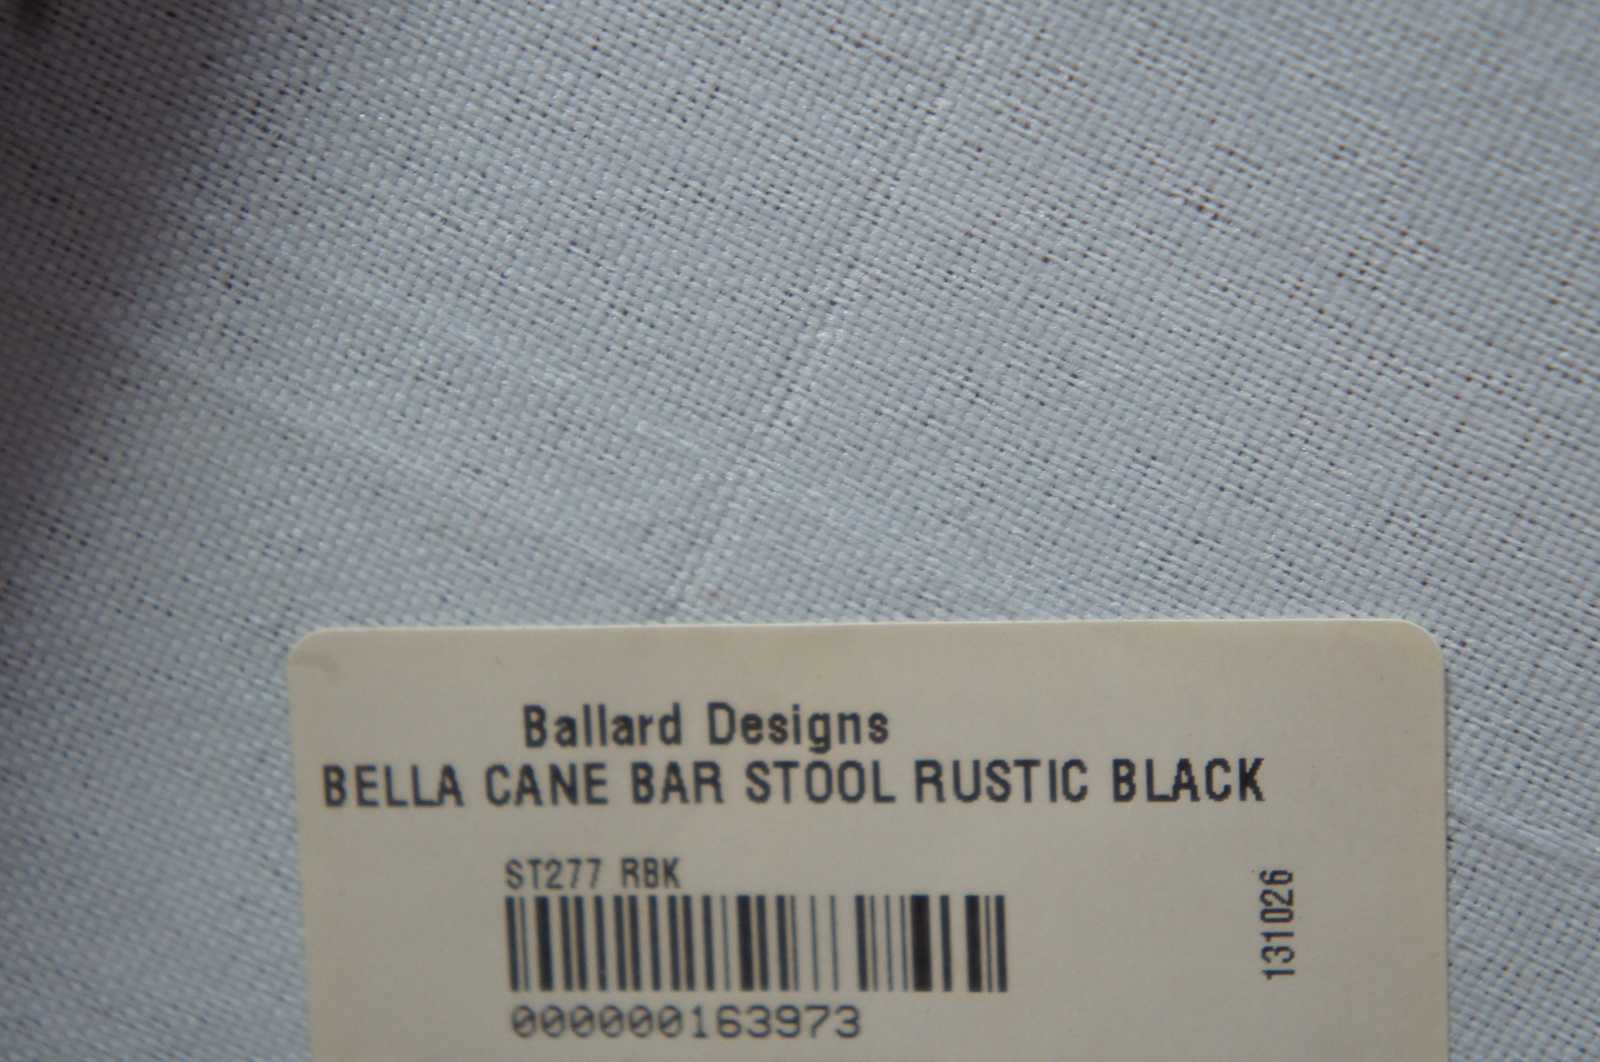 Ballard Designs
BELLA CANE BAR STOOL RUSTIC BLACK
ST277 RBK
131026
000000163973